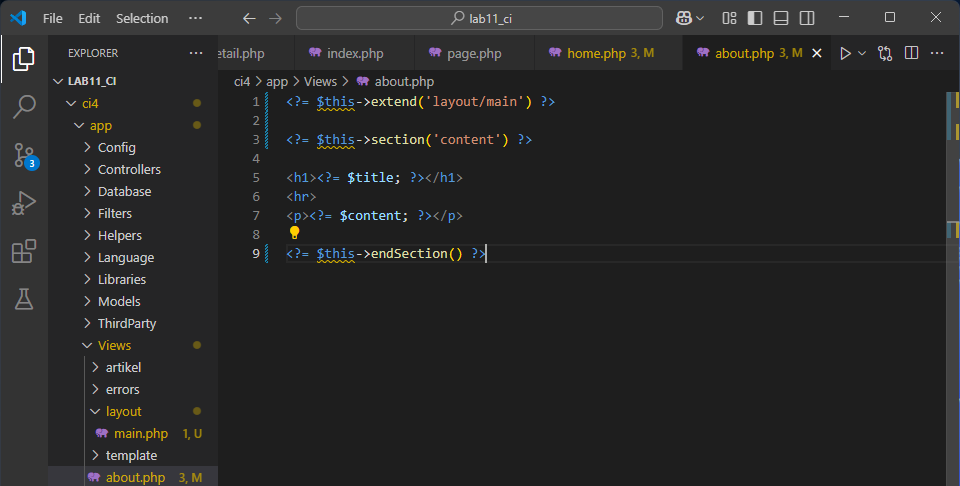 File Edit Selection ··· lab11_ci
EXPLORER ···
LAB11_CI
ci4
app
Config
Controllers
Database
Filters
Helpers
Language
Libraries
Models
ThirdParty
Views
artikel
errors
layout
main.php 1, U
template
about.php 3, M
3
etail.php index.php page.php home.php 3, M about.php 3, M
ci4 > app > Views > about.php
1 <?= $this->extend('layout/main') ?>
2
3 <?= $this->section('content') ?>
4
5 <h1><?= $title; ?></h1>
6 <hr>
7 <p><?= $content; ?></p>
8
9 <?= $this->endSection() ?>